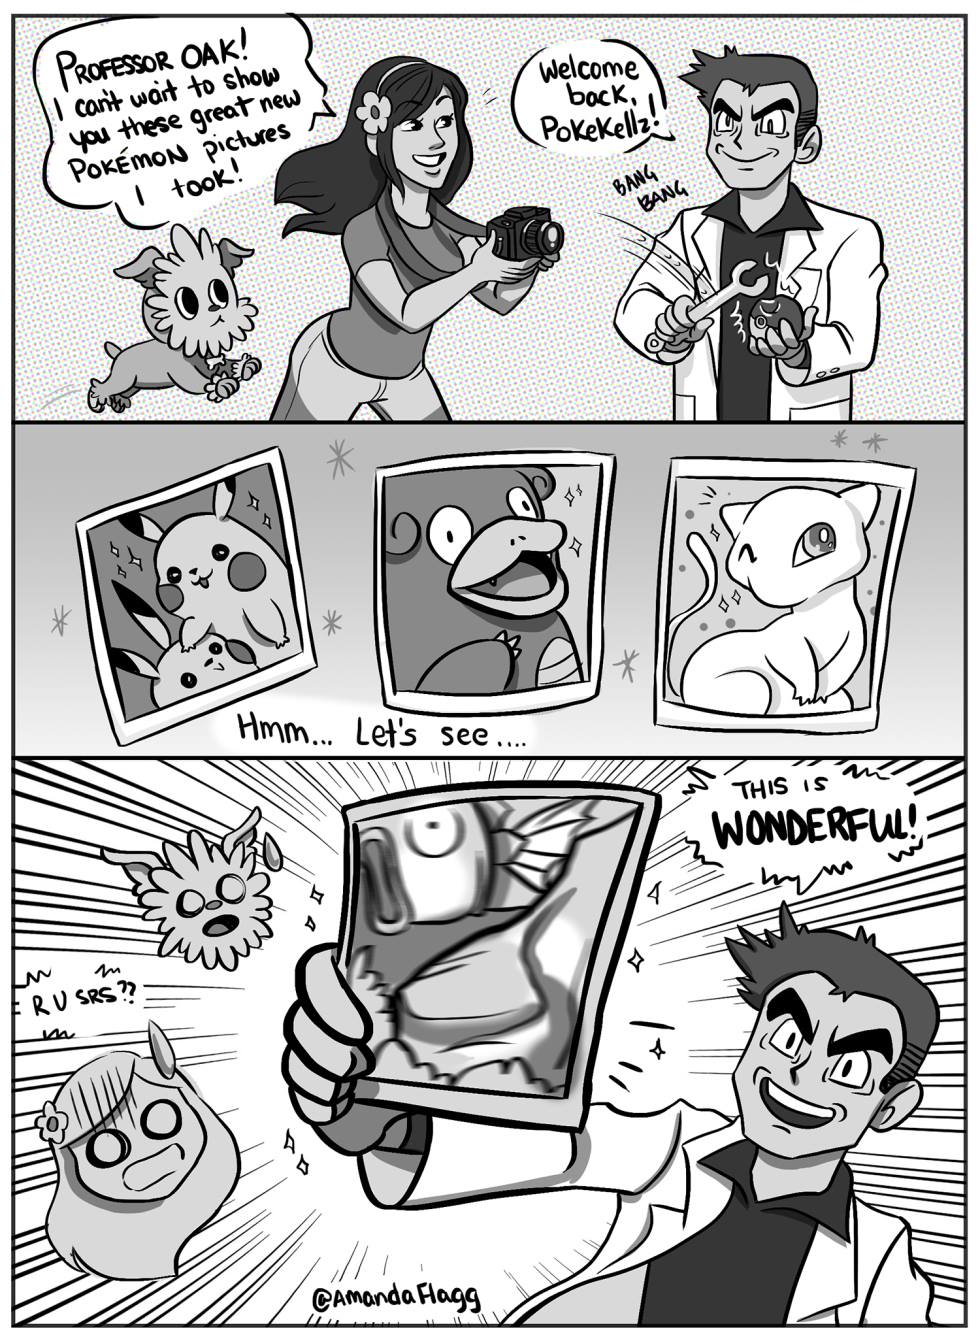 PROFESSOR OAK!
I can't wait to show
you these great new
POKÉMON pictures
I took!
Welcome
back,
PoKeKellz!
BANG
BANG
Hmm... Let's see....
THIS IS
WONDERFUL!
R U SRS??
@AmandaFlagg